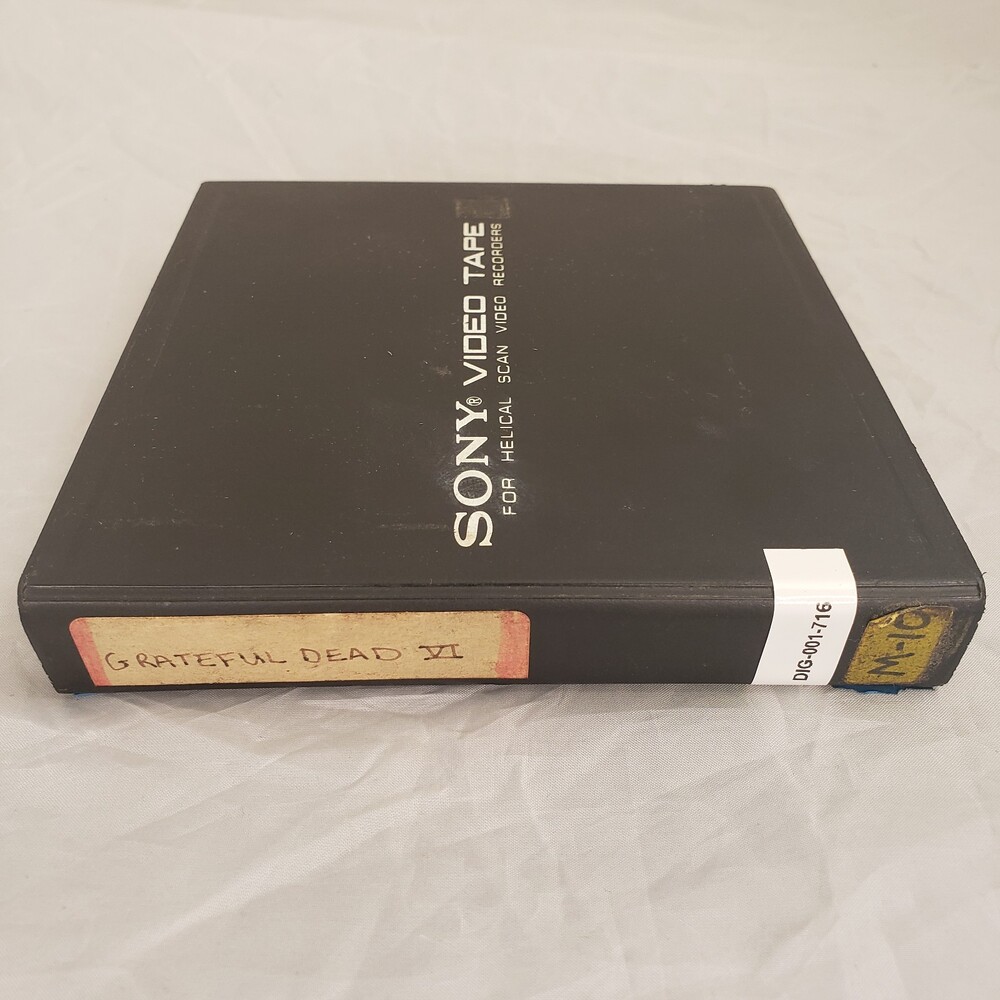 SONY® VIDEO TAPE
FOR HELICAL SCAN VIDEO RECORDERS
GRATEFUL DEAD VI
DIG-001-716
M-10